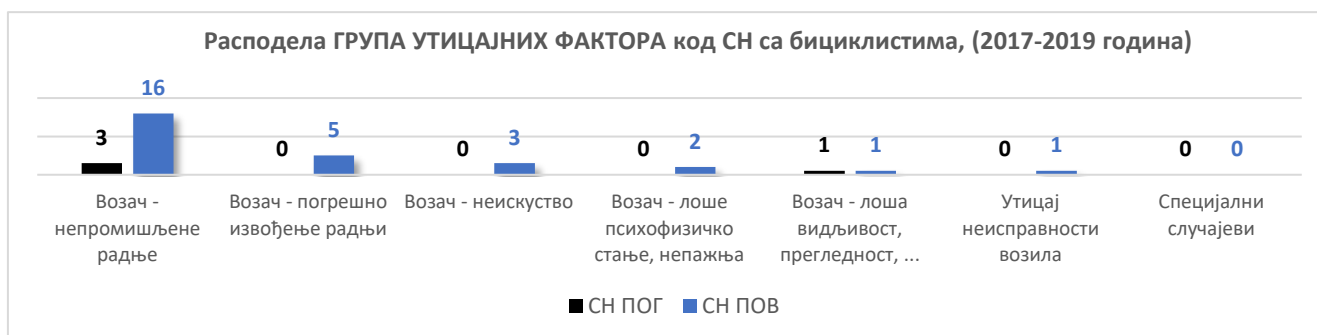 Расподела ГРУПА УТИЦАЈНИХ ФАКТОРА код СН са бициклистима, (2017-2019 година)
3 16 0 5 0 3 0 2 1 1 0 1 0 0
Возач -
непромишљене
радње
Возач - погрешно
извођење радњи
Возач - неискуство
Возач - лоше
психофизичко
стање, непажња
Возач - лоша
видљивост,
прегледност, ...
Утицај
неисправности
возила
Специјални
случајеви
СН ПОГ СН ПОВ